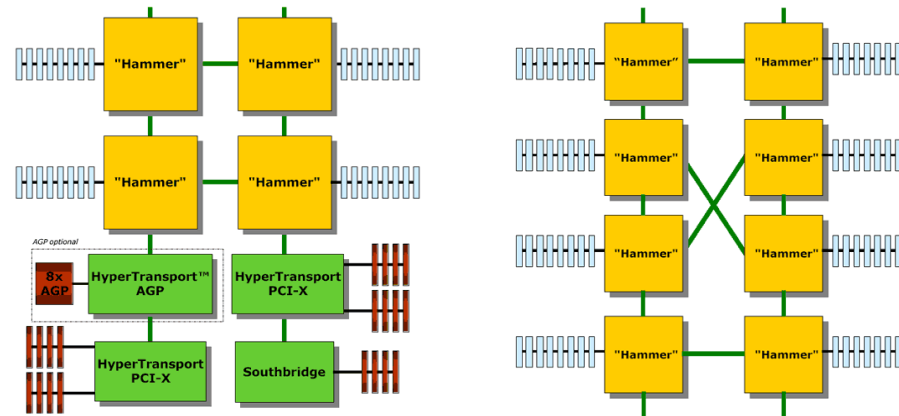 "Hammer"
"Hammer"
"Hammer"
"Hammer"
AGP optional
8x
AGP
HyperTransport™
AGP
HyperTransport
PCI-X
HyperTransport
PCI-X
Southbridge
“Hammer”
"Hammer"
"Hammer"
"Hammer"
"Hammer"
"Hammer"
"Hammer"
"Hammer"